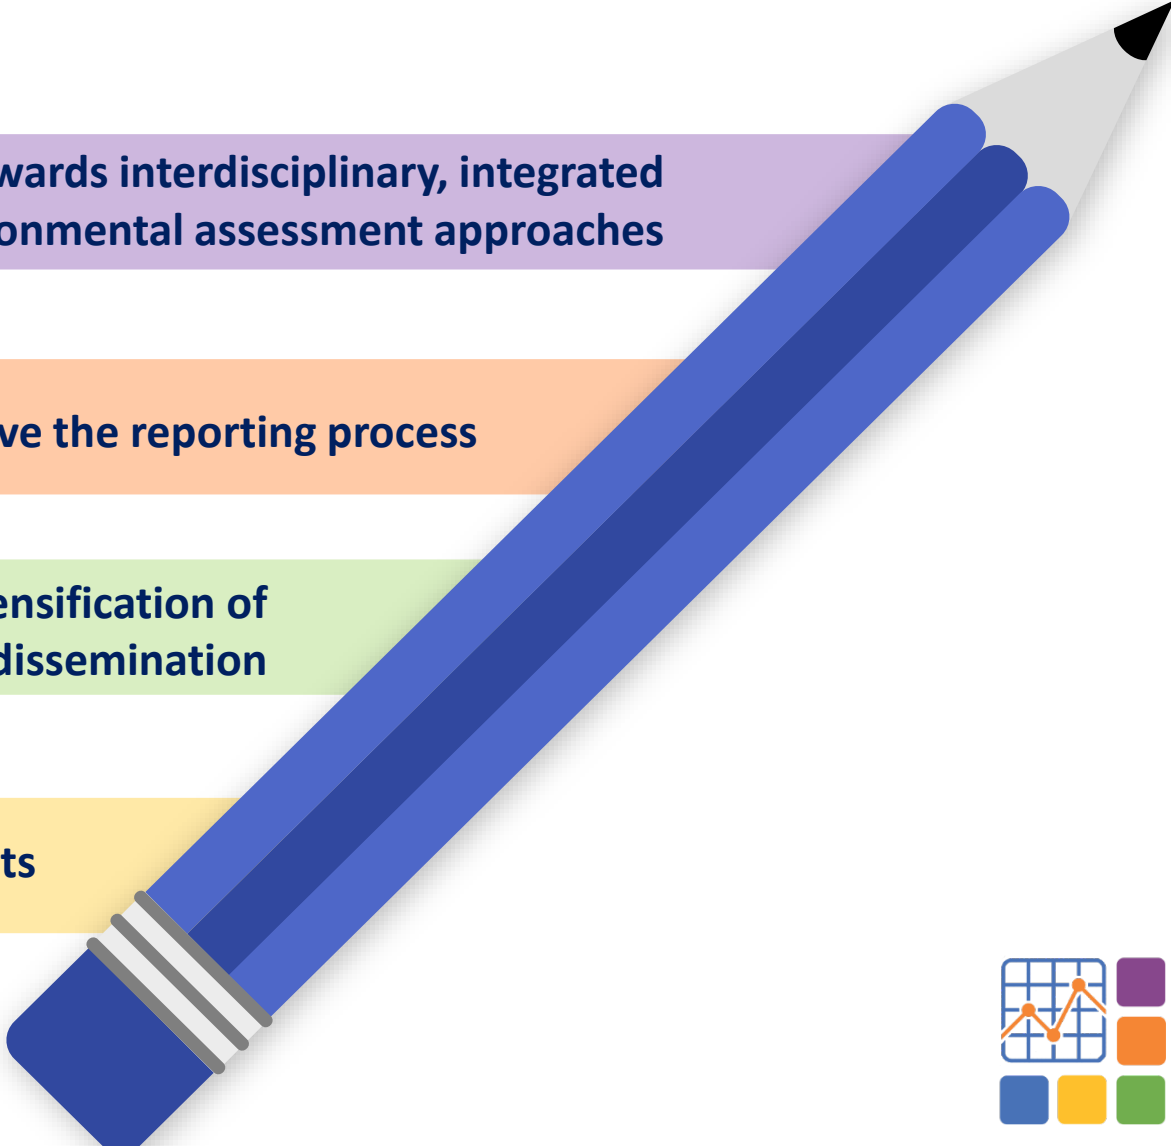 wards interdisciplinary, integrated
onmental assessment approaches
ve the reporting process
ensification of
dissemination
ts